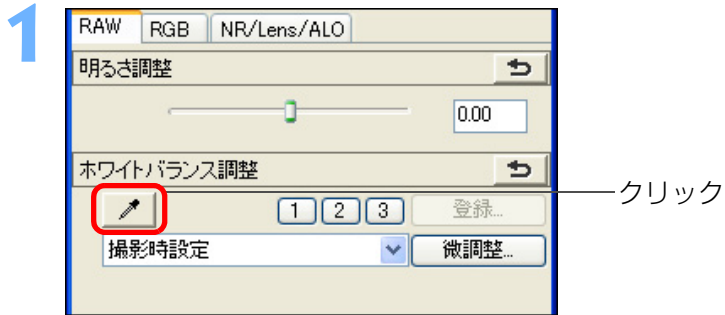 1
RAW RGB NR/Lens/ALO
明るさ調整
0.00
ホワイトバランス調整
クリック
1 2 3 登録...
撮影時設定 微調整...